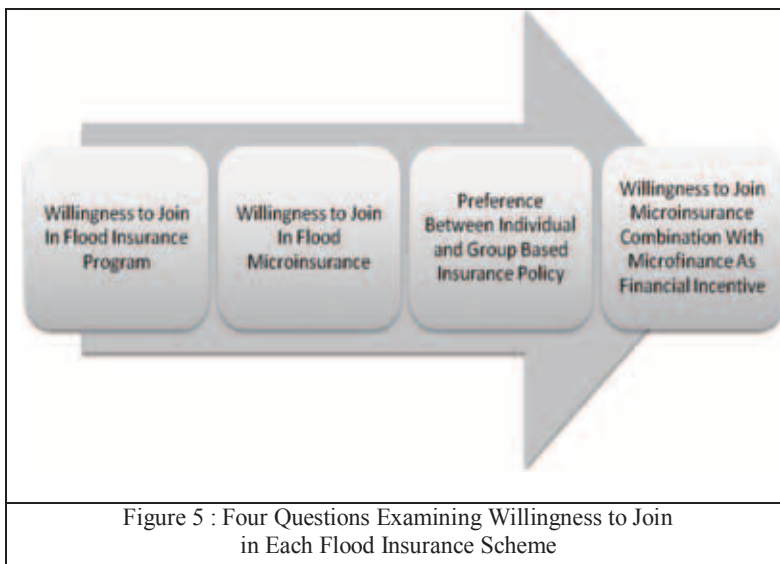 Willingness to Join
In Flood Insurance
Program
Willingness to Join
In Flood
Microinsurance
Preference
Between Individual
and Group Based
Insurance Policy
Willingness to Join
Microinsurance
Combination With
Microfinance As
Financial Incentive
Figure 5 : Four Questions Examining Willingness to Join
in Each Flood Insurance Scheme